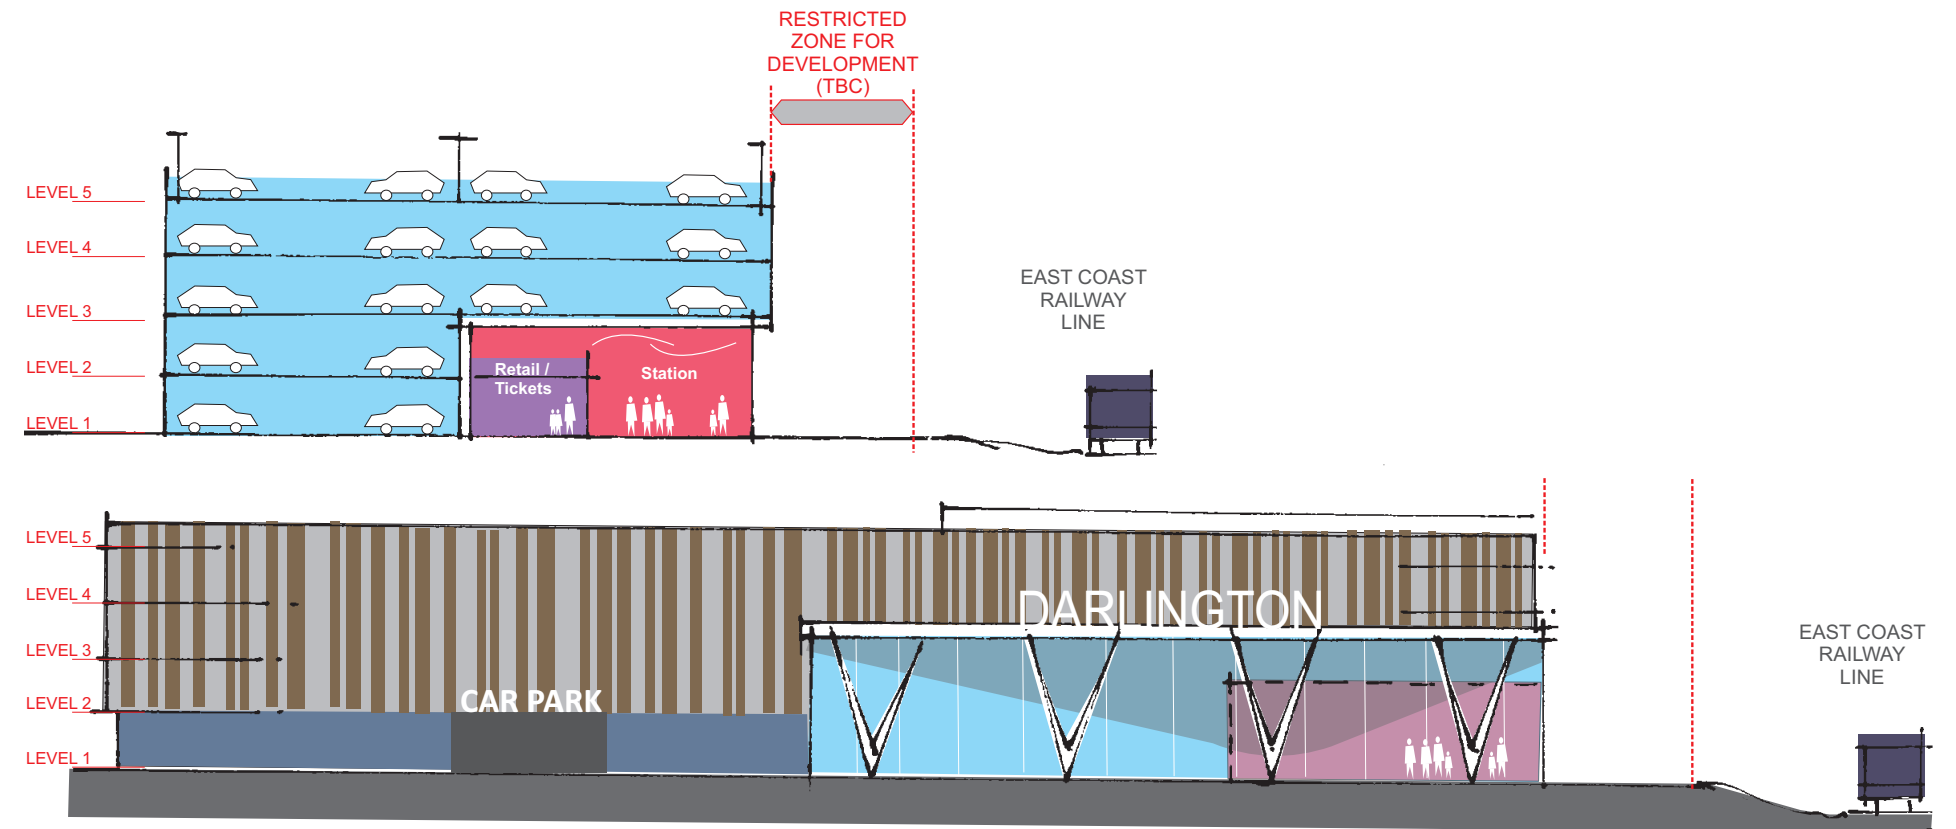 RESTRICTED
ZONE FOR
DEVELOPMENT
(TBC)
LEVEL 5
LEVEL 4
LEVEL 3
LEVEL 2
LEVEL 1
Retail /
Tickets
Station
EAST COAST
RAILWAY
LINE
LEVEL 5
LEVEL 4
LEVEL 3
LEVEL 2
LEVEL 1
DARLINGTON
CAR PARK
EAST COAST
RAILWAY
LINE